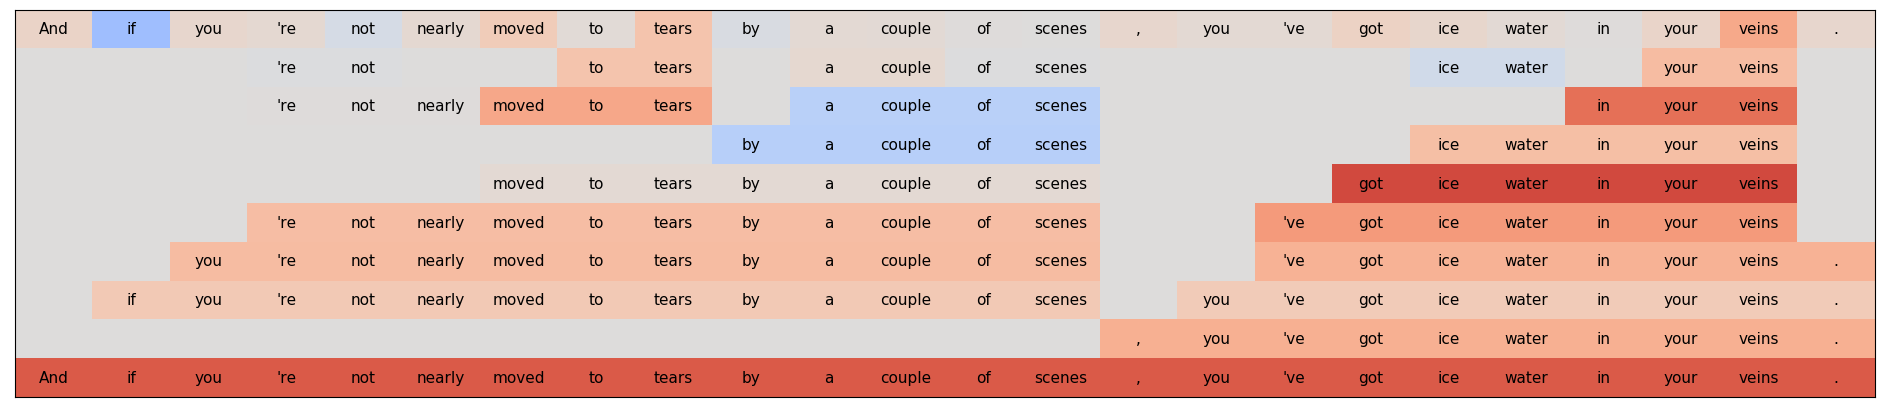 And if you 're not nearly moved to tears by a couple of scenes , you 've got ice water in your veins .
're not to tears a couple of scenes ice water your veins
're not nearly moved to tears a couple of scenes in your veins
by a couple of scenes ice water in your veins
moved to tears by a couple of scenes got ice water in your veins
're not nearly moved to tears by a couple of scenes 've got ice water in your veins
you 're not nearly moved to tears by a couple of scenes 've got ice water in your veins .
if you 're not nearly moved to tears by a couple of scenes you 've got ice water in your veins .
, you 've got ice water in your veins .
And if you 're not nearly moved to tears by a couple of scenes , you 've got ice water in your veins .